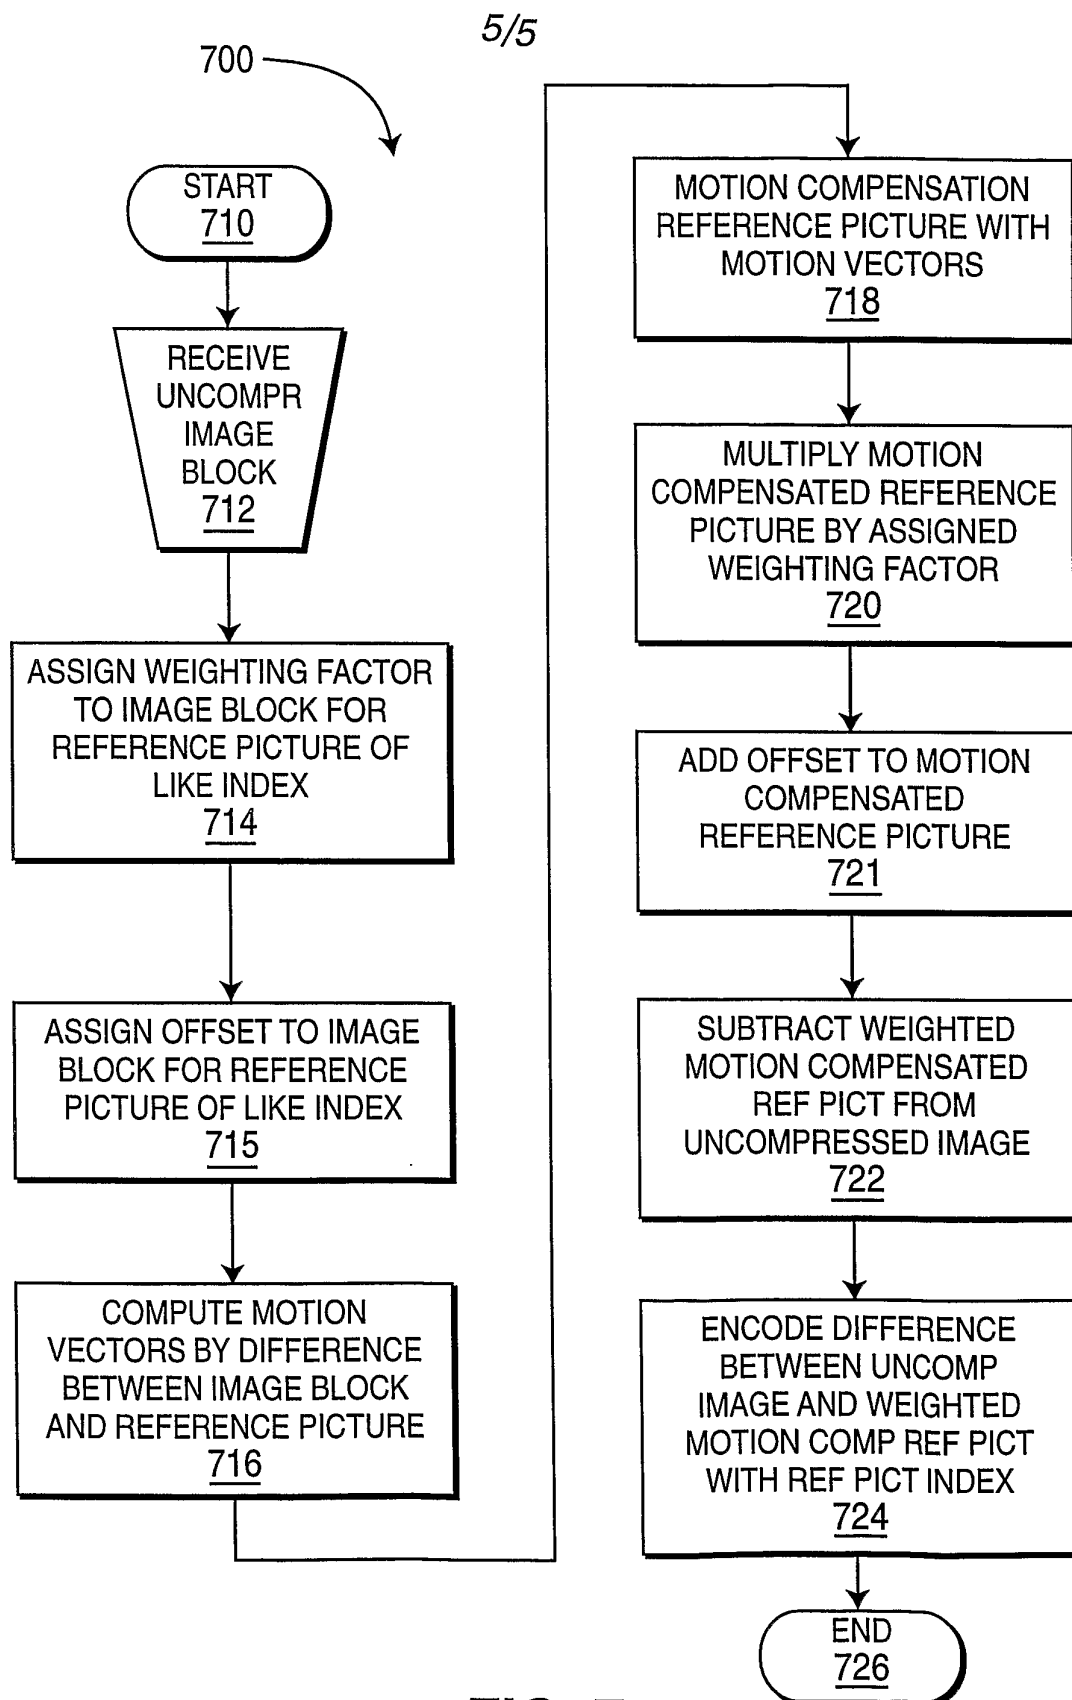 5/5
700
START
710
RECEIVE
UNCOMPR
IMAGE
BLOCK
712
ASSIGN WEIGHTING FACTOR
TO IMAGE BLOCK FOR
REFERENCE PICTURE OF
LIKE INDEX
714
ASSIGN OFFSET TO IMAGE
BLOCK FOR REFERENCE
PICTURE OF LIKE INDEX
715
COMPUTE MOTION
VECTORS BY DIFFERENCE
BETWEEN IMAGE BLOCK
AND REFERENCE PICTURE
716
MOTION COMPENSATION
REFERENCE PICTURE WITH
MOTION VECTORS
718
MULTIPLY MOTION
COMPENSATED REFERENCE
PICTURE BY ASSIGNED
WEIGHTING FACTOR
720
ADD OFFSET TO MOTION
COMPENSATED
REFERENCE PICTURE
721
SUBTRACT WEIGHTED
MOTION COMPENSATED
REF PICT FROM
UNCOMPRESSED IMAGE
722
ENCODE DIFFERENCE
BETWEEN UNCOMP
IMAGE AND WEIGHTED
MOTION COMP REF PICT
WITH REF PICT INDEX
724
END
726